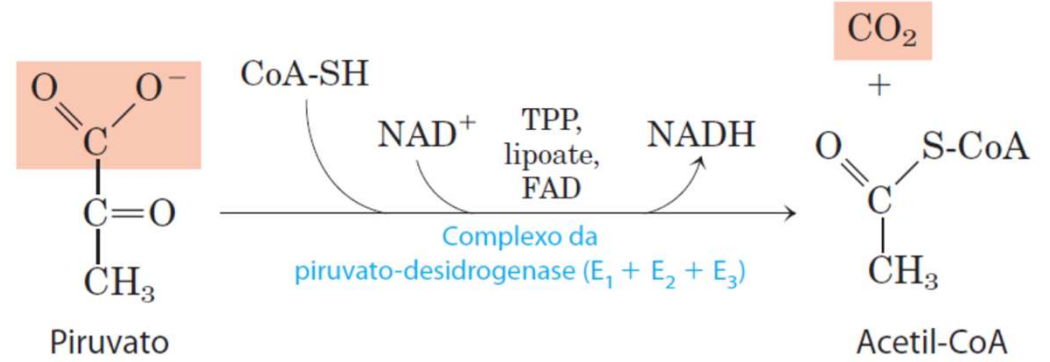 O O⁻
C
C=O
CH₃
Piruvato
CoA-SH
NAD⁺
TPP,
lipoate,
FAD
NADH
Complexo da
piruvato-desidrogenase (E₁ + E₂ + E₃)
CO₂
+
O S-CoA
C
CH₃
Acetil-CoA